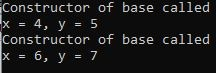 Constructor of base called
x = 4, y = 5
Constructor of base called
x = 6, y = 7